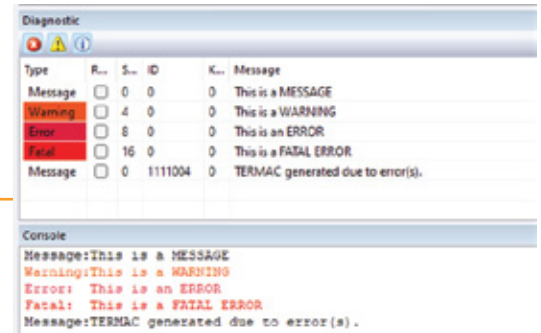 Diagnostic
Type R... S... ID K... Message
Message 0 0 0 This is a MESSAGE
Warning 4 0 0 This is a WARNING
Error 8 0 0 This is an ERROR
Fatal 16 0 0 This is a FATAL ERROR
Message 0 1111004 0 TERMAC generated due to error(s).
Console
Message:This is a MESSAGE
Warning:This is a WARNING
Error: This is an ERROR
Fatal: This is a FATAL ERROR
Message:TERMAC generated due to error(s).